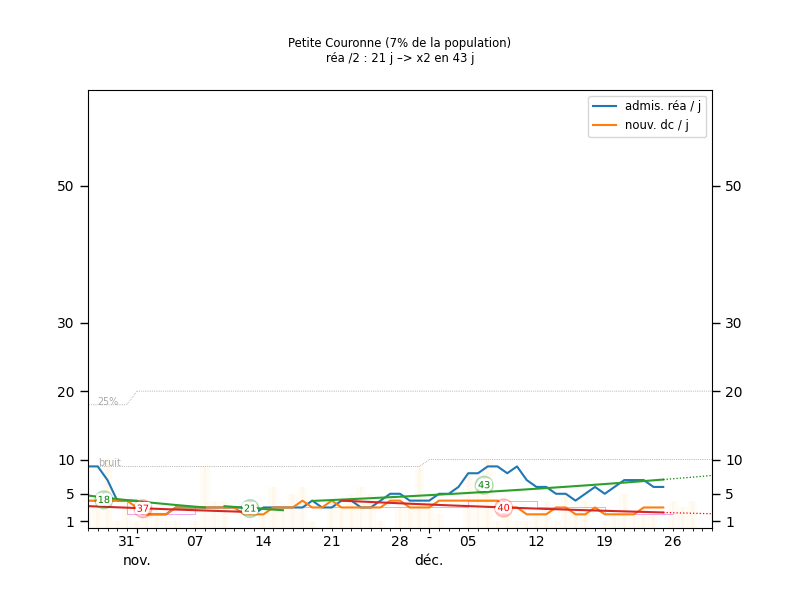 Petite Couronne (7% de la population)
réa /2 : 21 j –> x2 en 43 j
admis. réa / j
nouv. dc / j
50 50
30 30
20 20
25%
10 10
bruit
43
5 5
18
37 21 40
1 1
31 07 14 21 28 05 12 19 26
nov. déc.